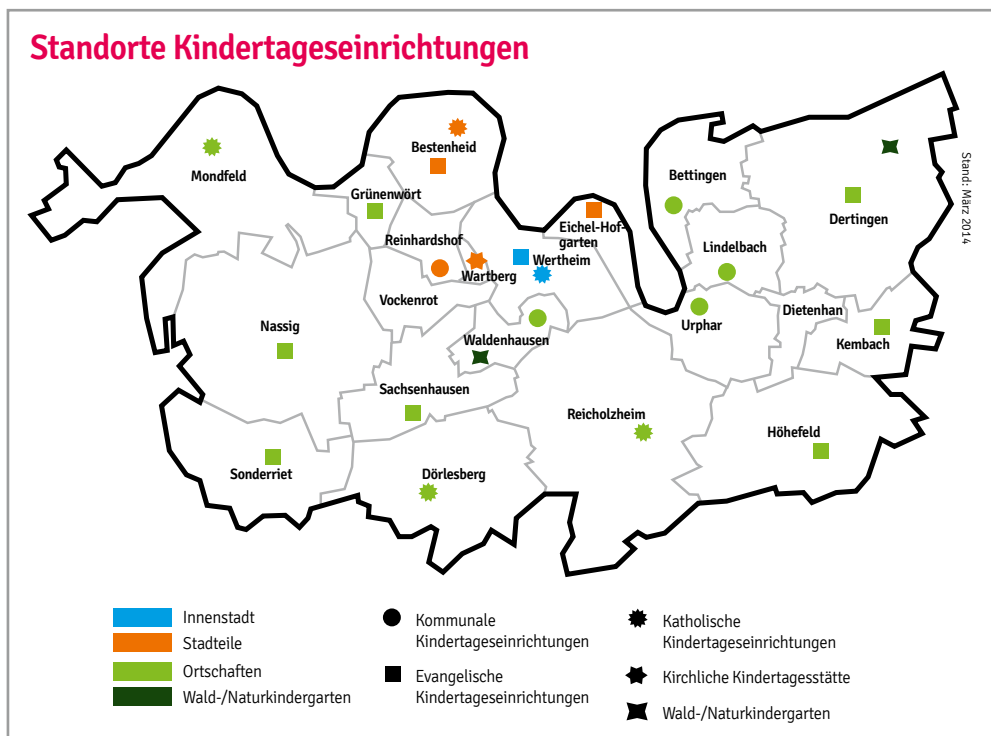 Standorte Kindertageseinrichtungen
Mondfeld
Bestenheid
Grünenwört
Reinhardshof
Wartberg
Vockenrot
Eichel-Hof-
garten
Wertheim
Bettingen
Lindelbach
Dertingen
Stand: März 2014
Nassig
Waldenhausen
Urphar
Dietenhan
Kembach
Sachsenhausen
Reicholzheim
Höhefeld
Sonderriet
Dörlesberg
Innenstadt
Stadteile
Ortschaften
Wald-/Naturkindergarten
Kommunale
Kindertageseinrichtungen
Evangelische
Kindertageseinrichtungen
Katholische
Kindertageseinrichtungen
Kirchliche Kindertagesstätte
Wald-/Naturkindergarten